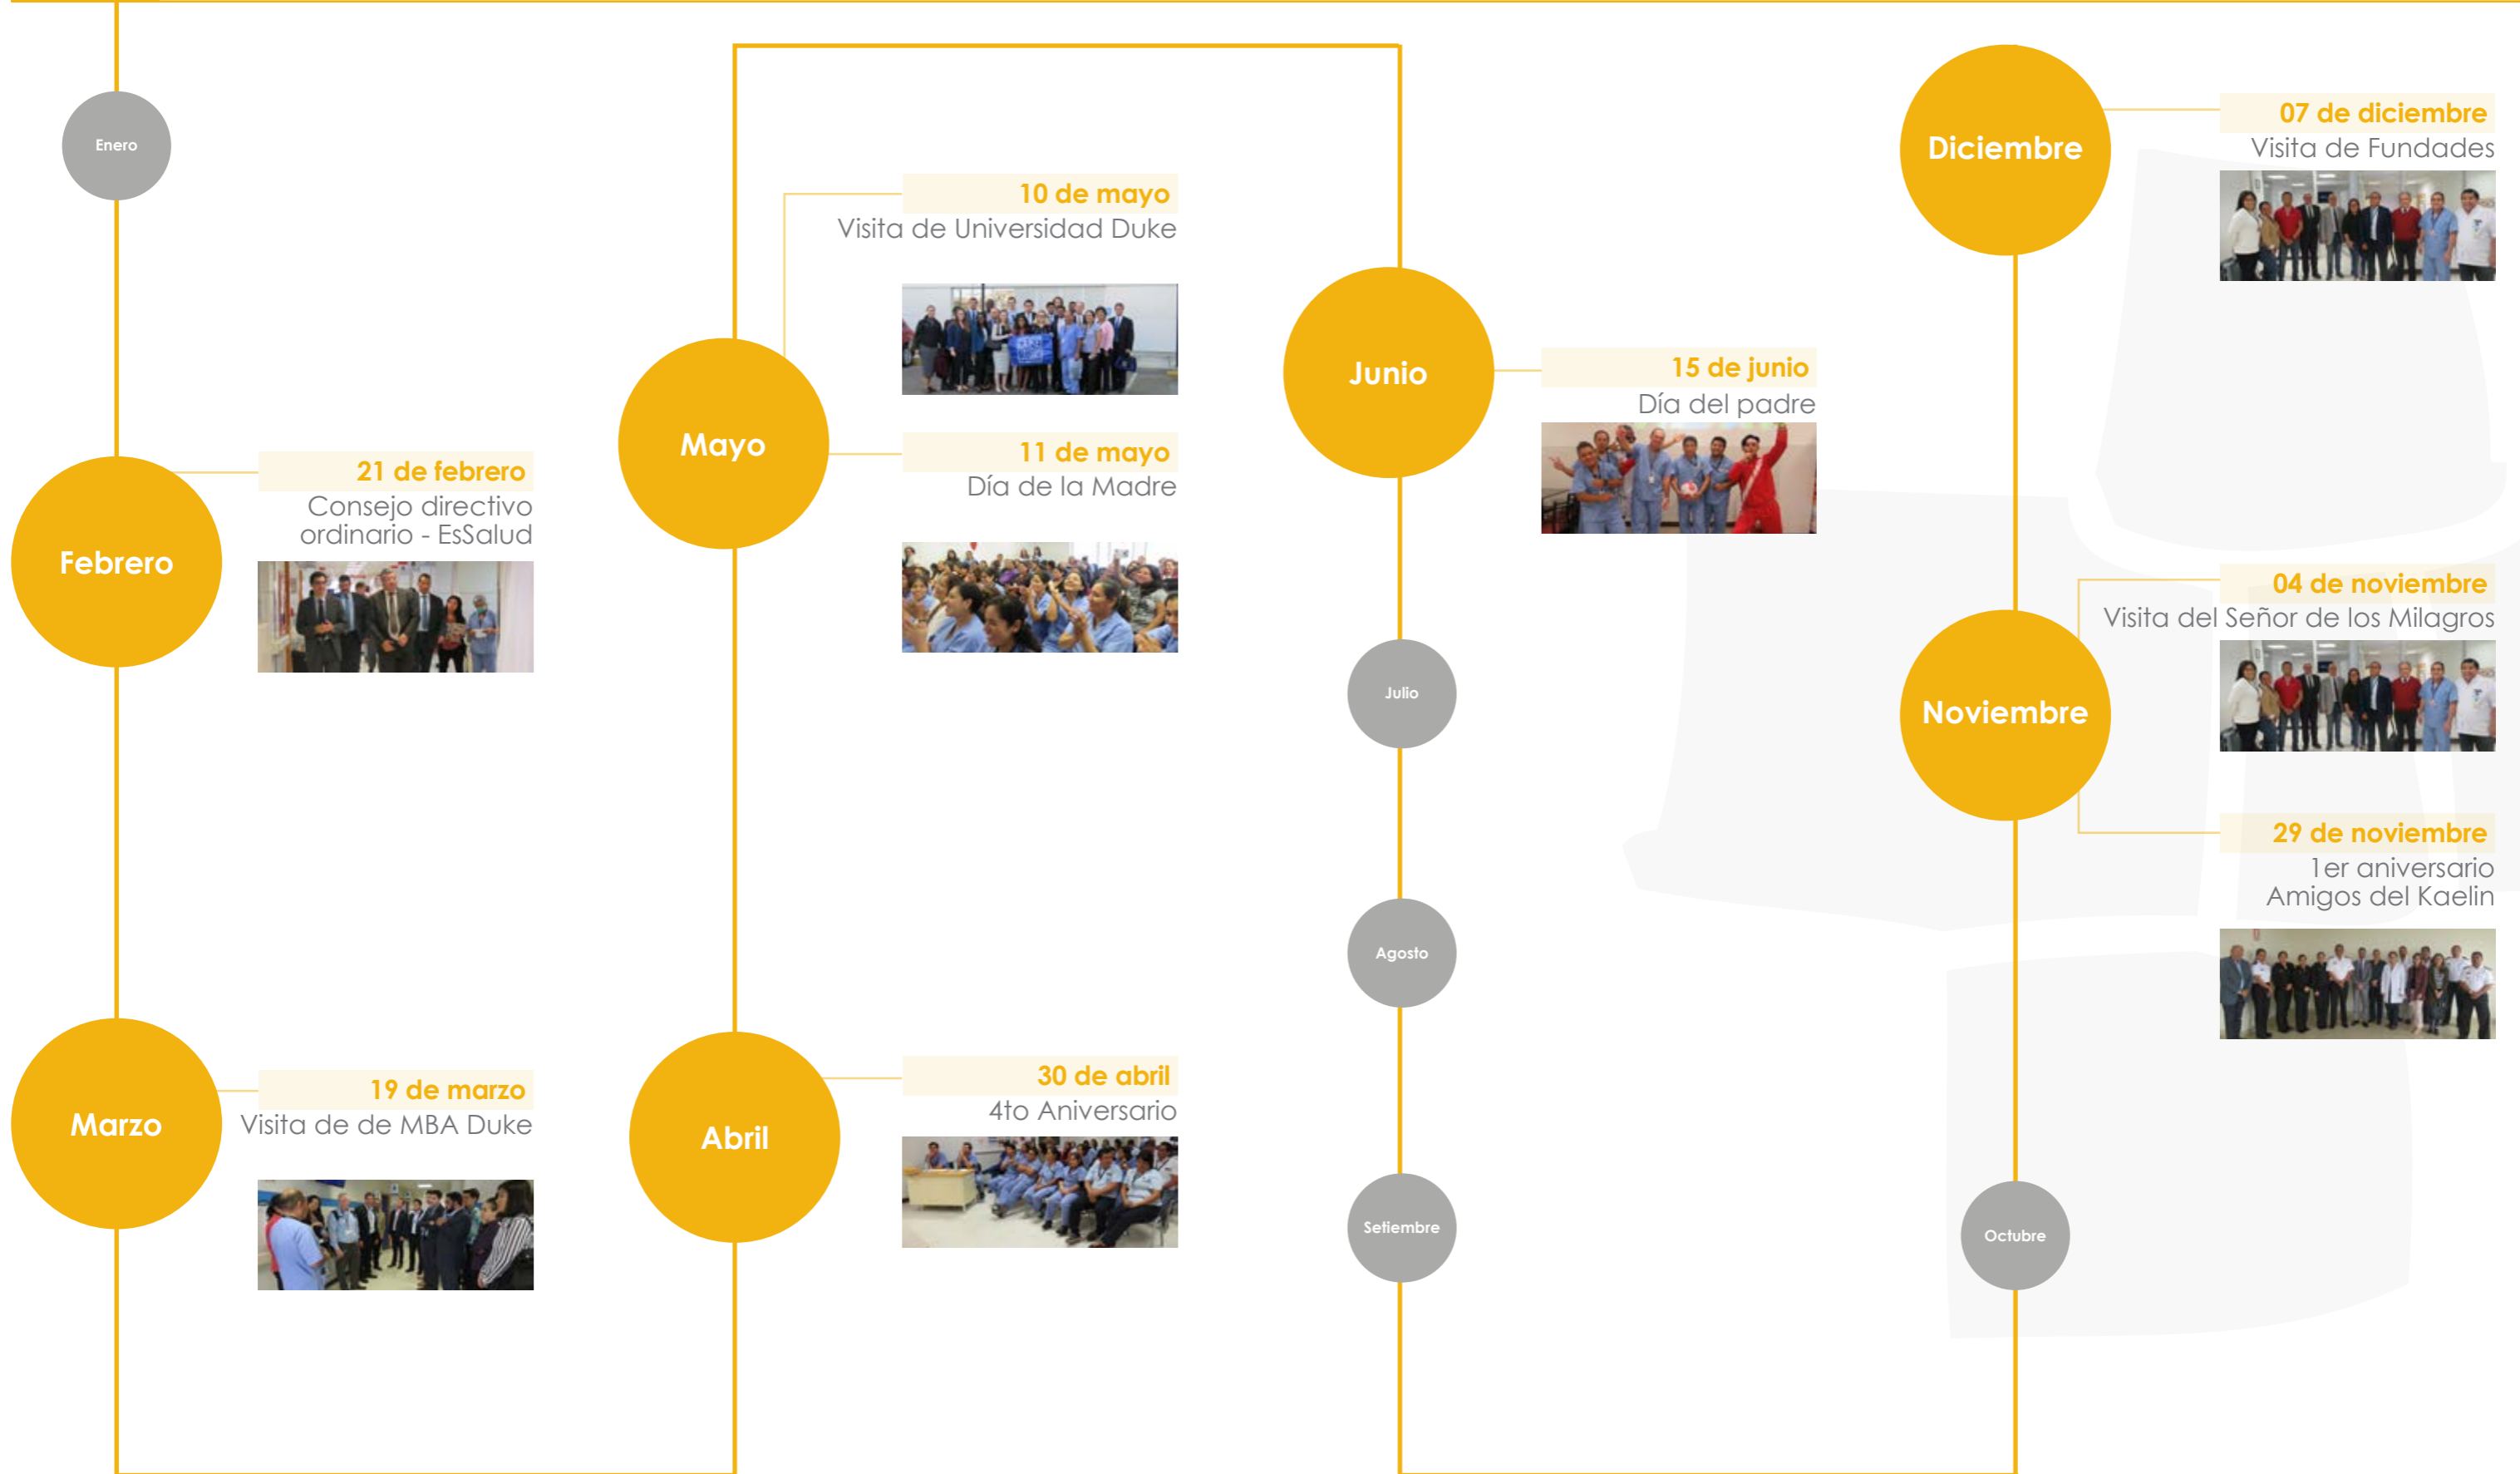 Enero
Febrero
21 de febrero
Consejo directivo
ordinario - EsSalud
Marzo
19 de marzo
Visita de de MBA Duke
Abril
30 de abril
4to Aniversario
Mayo
10 de mayo
Visita de Universidad Duke
11 de mayo
Día de la Madre
Junio
15 de junio
Día del padre
Julio
Agosto
Setiembre
Octubre
Noviembre
04 de noviembre
Visita del Señor de los Milagros
29 de noviembre
1er aniversario
Amigos del Kaelin
Diciembre
07 de diciembre
Visita de Fundades